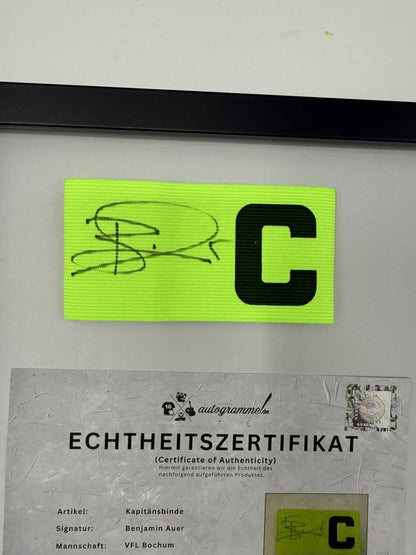 C
autogramme.de
ECHTHEITSZERTIFIKAT
(Certificate of Authenticity)
Hiermit garantieren wir die Echtheit des
nachfolgend aufgeführten Produktes.
Artikel: Kapitänsbinde
Signatur: Benjamin Auer
Mannschaft: VFL Bochum
C